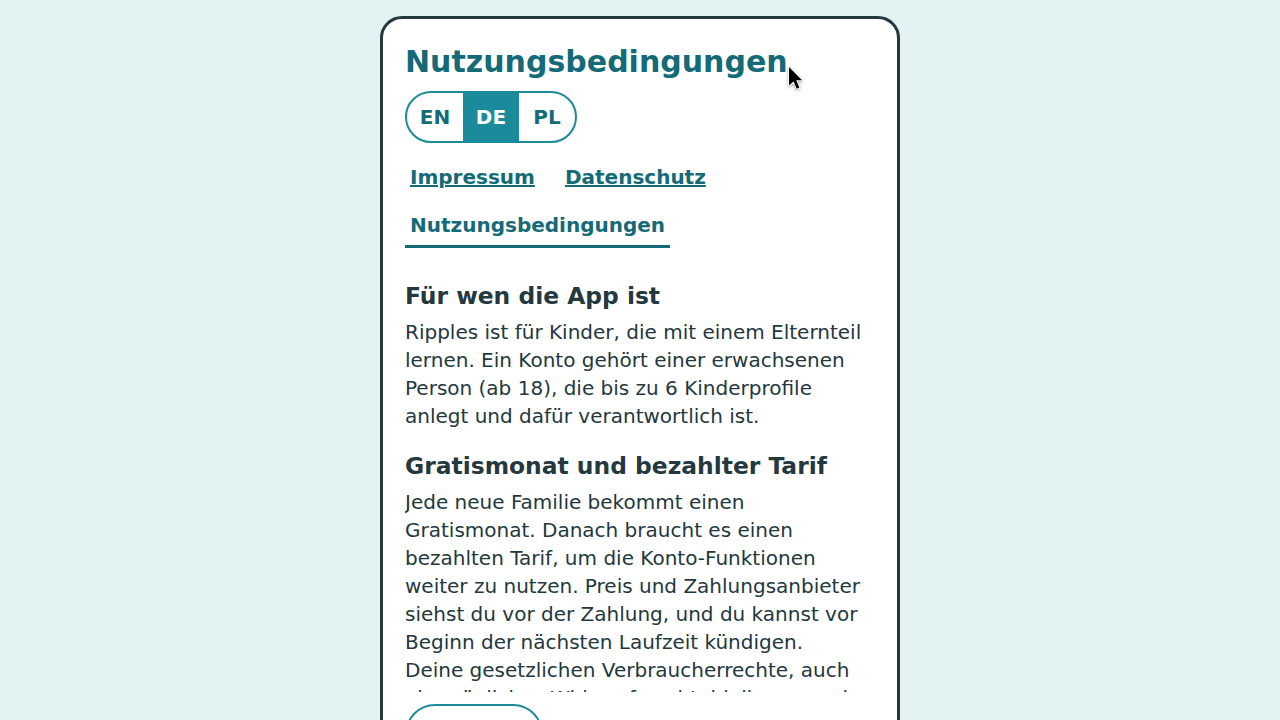 Nutzungsbedingungen
EN DE PL
Impressum Datenschutz
Nutzungsbedingungen
Für wen die App ist
Ripples ist für Kinder, die mit einem Elternteil
lernen. Ein Konto gehört einer erwachsenen
Person (ab 18), die bis zu 6 Kinderprofile
anlegt und dafür verantwortlich ist.
Gratismonat und bezahlter Tarif
Jede neue Familie bekommt einen
Gratismonat. Danach braucht es einen
bezahlten Tarif, um die Konto-Funktionen
weiter zu nutzen. Preis und Zahlungsanbieter
siehst du vor der Zahlung, und du kannst vor
Beginn der nächsten Laufzeit kündigen.
Deine gesetzlichen Verbraucherrechte, auch